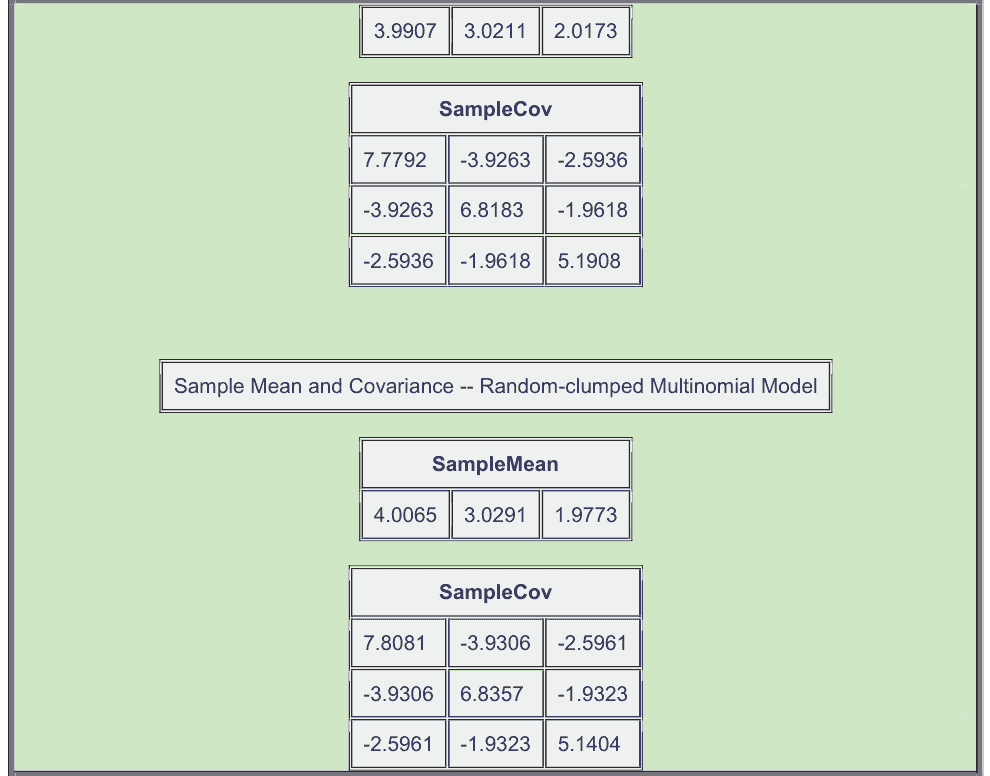 3.9907 3.0211 2.0173
SampleCov
7.7792 -3.9263 -2.5936
-3.9263 6.8183 -1.9618
-2.5936 -1.9618 5.1908
Sample Mean and Covariance -- Random-clumped Multinomial Model
SampleMean
4.0065 3.0291 1.9773
SampleCov
7.8081 -3.9306 -2.5961
-3.9306 6.8357 -1.9323
-2.5961 -1.9323 5.1404